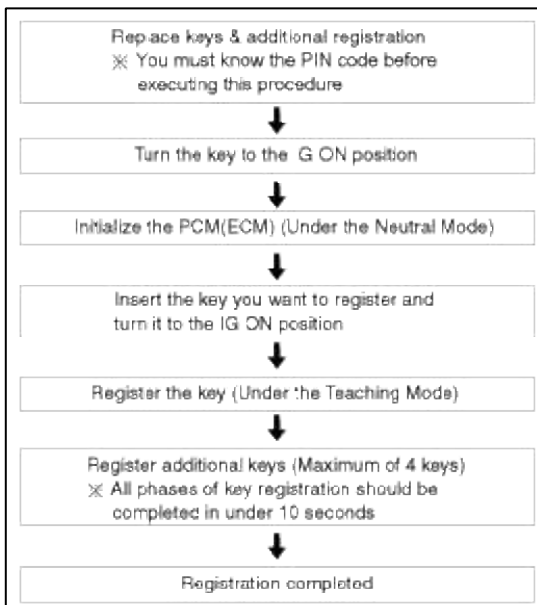 Replace keys & additional registration
※ You must know the PIN code before
executing this procedure
Turn the key to the IG ON position
Initialize the PCM(ECM) (Under the Neutral Mode)
Insert the key you want to register and
turn it to the IG ON position
Register the key (Under the Teaching Mode)
Register additional keys (Maximum of 4 keys)
※ All phases of key registration should be
completed in under 10 seconds
Registration completed